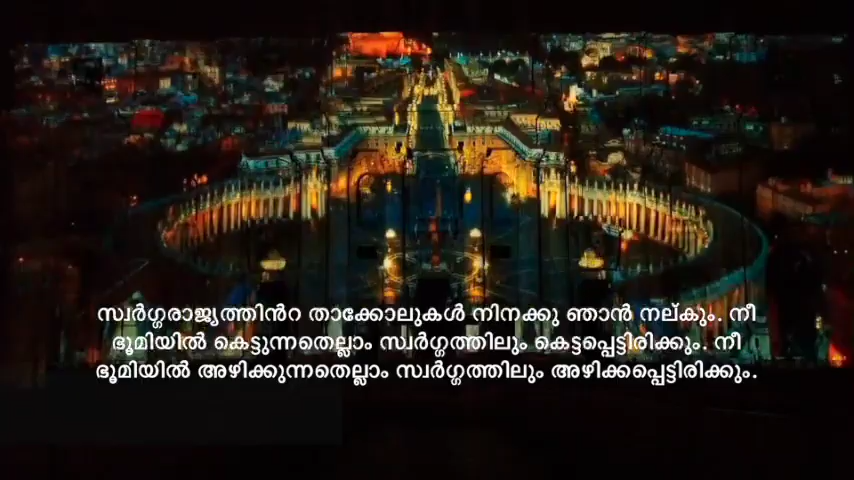 സ്വർഗ്ഗരാജ്യത്തിൻറ താക്കോലുകൾ നിനക്കു ഞാൻ നല്കും. നീ
ഭൂമിയിൽ കെട്ടുന്നതെല്ലാം സ്വർഗ്ഗത്തിലും കെട്ടപ്പെട്ടിരിക്കും. നീ
ഭൂമിയിൽ അഴിക്കുന്നതെല്ലാം സ്വർഗ്ഗത്തിലും അഴിക്കപ്പെട്ടിരിക്കും.